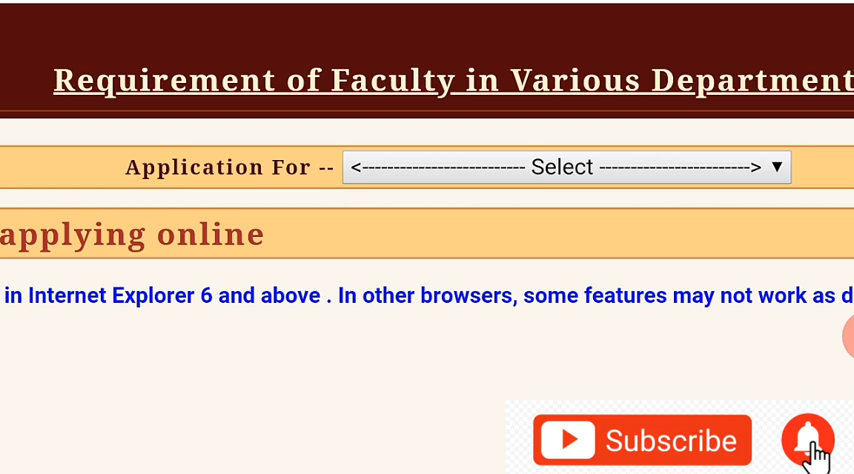 Requirement of Faculty in Various Department
Application For -- <-------------------------- Select ------------------------>
applying online
in Internet Explorer 6 and above . In other browsers, some features may not work as d
Subscribe